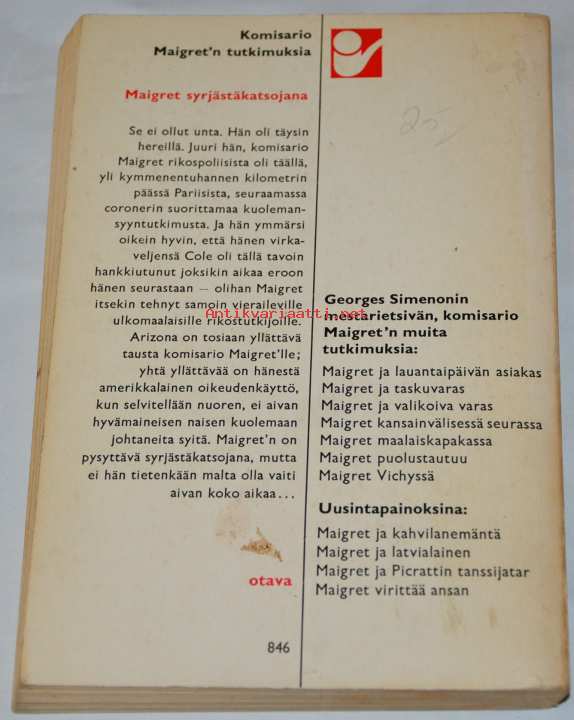 Komisario
Maigret'n tutkimuksia
Maigret syrjästäkatsojana
Se ei ollut unta. Hän oli täysin
hereillä. Juuri hän, komisario
Maigret rikospoliisista oli täällä,
yli kymmenentuhannen kilometrin
päässä Pariisista, seuraamassa
coronerin suorittamaa kuoleman-
syyntutkimusta. Ja hän ymmärsi
oikein hyvin, että hänen virka-
veljensä Cole oli tällä tavoin
hankkiutunut joksikin aikaa eroon
hänen seurastaan — olihan Maigret
itsekin tehnyt samoin vieraileville
ulkomaalaisille rikostutkijoille.
Arizona on tosiaan yllättävä
tausta komisario Maigret'lle;
yhtä yllättävää on hänestä
amerikkalainen oikeudenkäyttö,
kun selvitellään nuoren, ei aivan
hyvämaineisen naisen kuolemaan
johtaneita syitä. Maigret'n on
pysyttävä syrjästäkatsojana, mutta
ei hän tietenkään malta olla vaiti
aivan koko aikaa...
otava
846
25,
Georges Simenonin
mestarietsivän, komisario
Maigret'n muita
tutkimuksia:
Maigret ja lauantaipäivän asiakas
Maigret ja taskuvaras
Maigret ja valikoiva varas
Maigret kansainvälisessä seurassa
Maigret maalaiskapakassa
Maigret puolustautuu
Maigret Vichyssä
Uusintapainoksina:
Maigret ja kahvilanemäntä
Maigret ja latvialainen
Maigret ja Picrattin tanssijatar
Maigret virittää ansan
Antikvariaatti.net